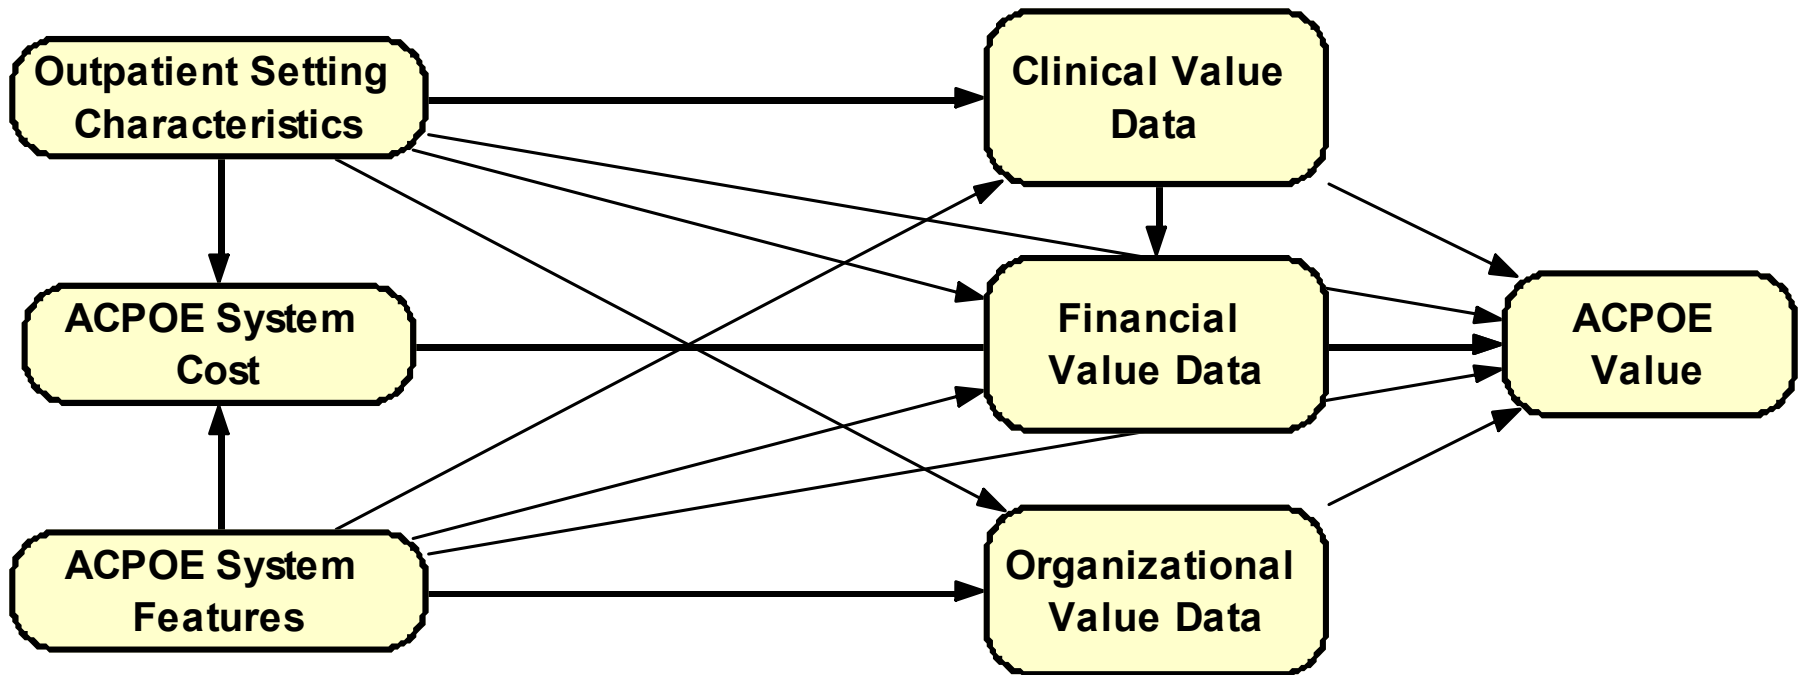 Outpatient Setting
Characteristics
Clinical Value
Data
ACPOE System
Cost
Financial
Value Data
ACPOE
Value
ACPOE System
Features
Organizational
Value Data